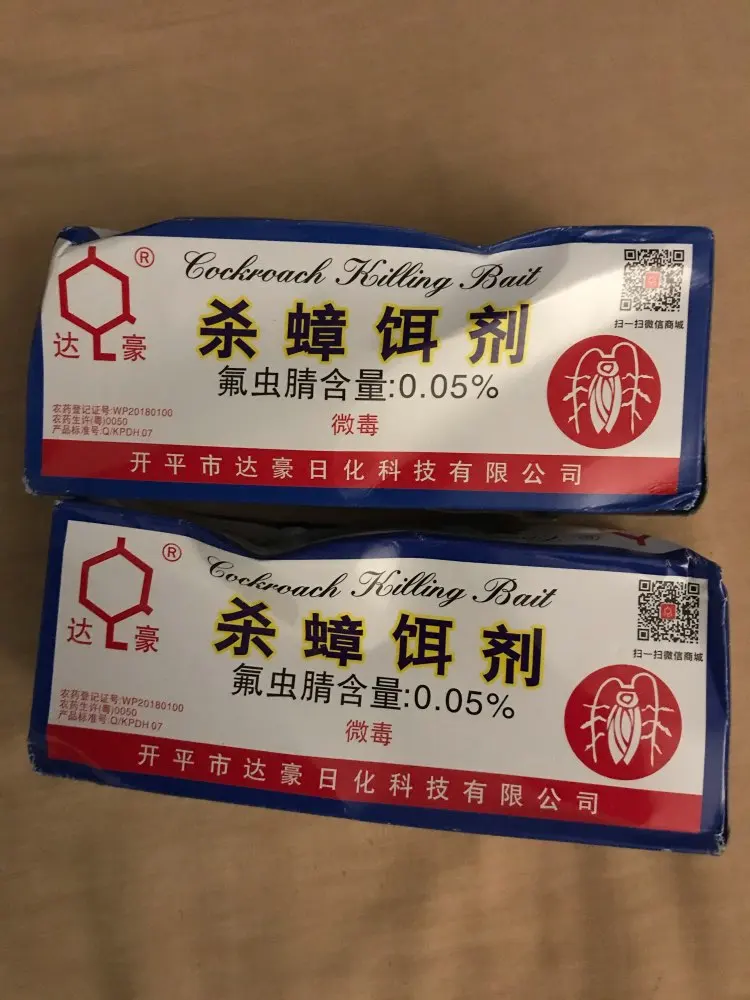 ®
Cockroach Killing Bait
达豪
杀蟑饵剂
扫一扫微信商城
氟虫腈含量:0.05%
农药登记证号:WP20180100
农药生许(粤)0050
产品标准号:Q/KPDH 07
微毒
开平市达豪日化科技有限公司
®
Cockroach Killing Bait
达豪
杀蟑饵剂
扫一扫微信商城
氟虫腈含量:0.05%
农药登记证号:WP20180100
农药生许(粤)0050
产品标准号:Q/KPDH 07
微毒
开平市达豪日化科技有限公司